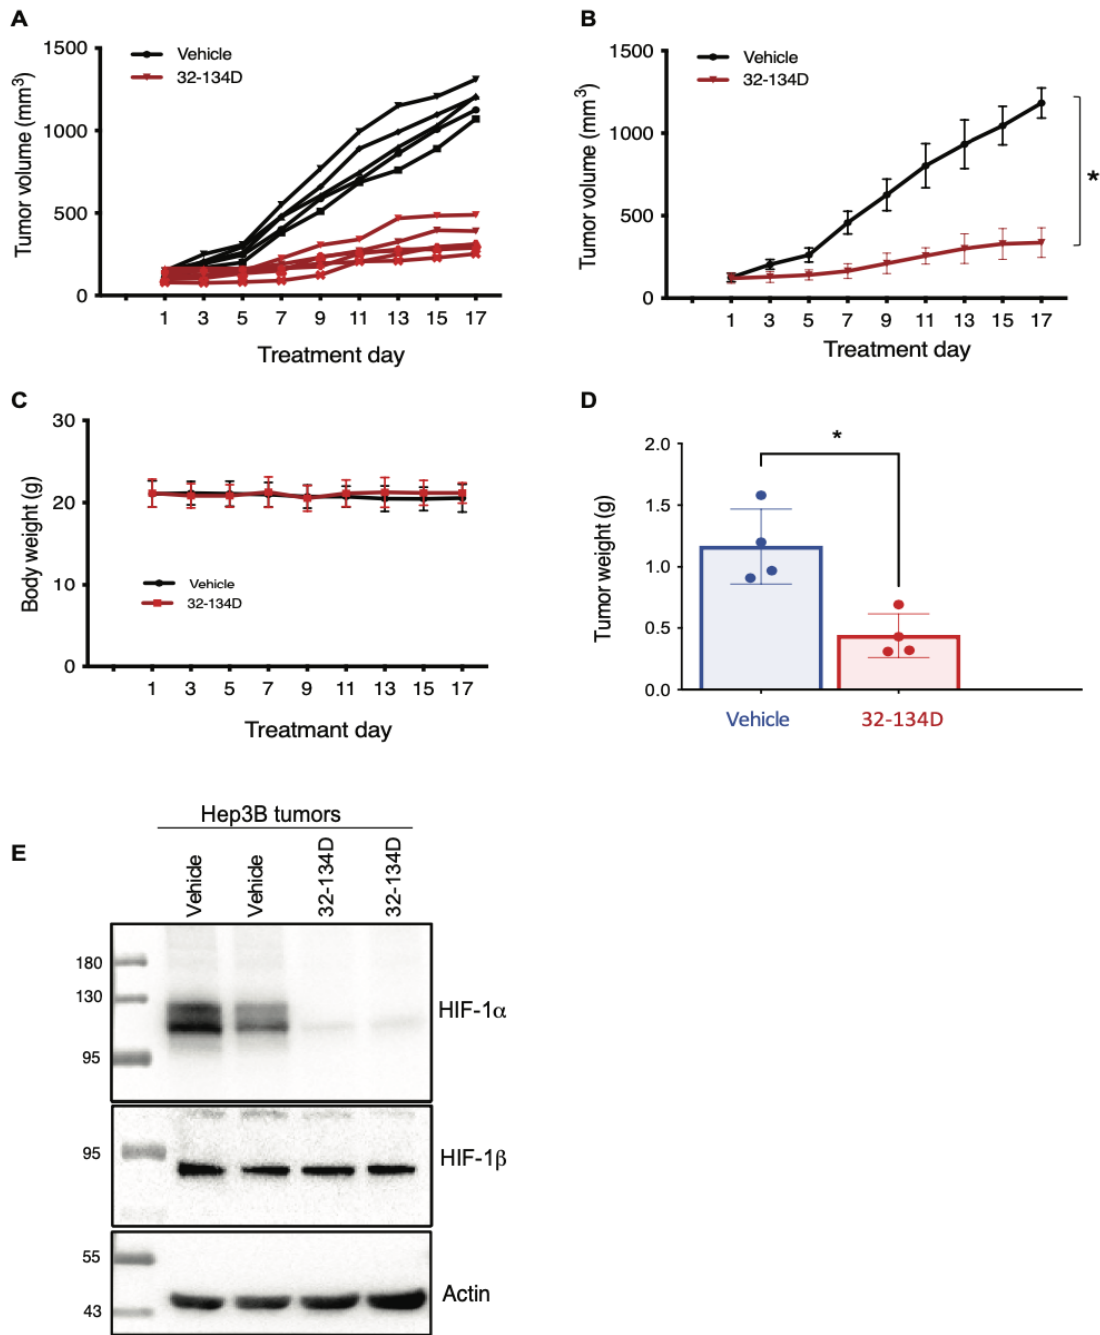 A
Tumor volume (mm3)
1500
1000
500
0
Vehicle
32-134D
1 3 5 7 9 11 13 15 17
Treatment day
B
Tumor volume (mm3)
1500
1000
500
0
Vehicle
32-134D
*
1 3 5 7 9 11 13 15 17
Treatment day
C
Body weight (g)
30
20
10
0
Vehicle
32-134D
1 3 5 7 9 11 13 15 17
Treatmant day
D
Tumor weight (g)
2.0
1.5
1.0
0.5
0.0
*
Vehicle 32-134D
E
Hep3B tumors
Vehicle
Vehicle
32-134D
32-134D
180
130
95
HIF-1α
95
HIF-1β
55
43
Actin